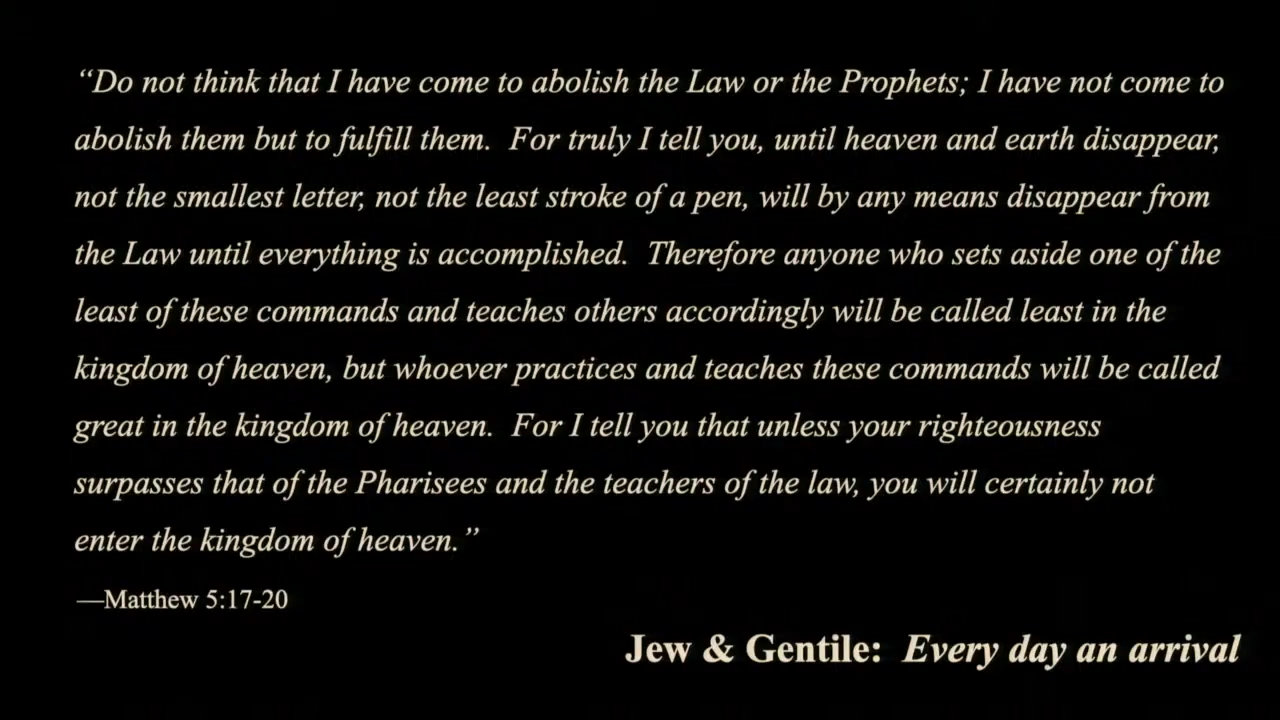 “Do not think that I have come to abolish the Law or the Prophets; I have not come to
abolish them but to fulfill them.  For truly I tell you, until heaven and earth disappear,
not the smallest letter, not the least stroke of a pen, will by any means disappear from
the Law until everything is accomplished.  Therefore anyone who sets aside one of the
least of these commands and teaches others accordingly will be called least in the
kingdom of heaven, but whoever practices and teaches these commands will be called
great in the kingdom of heaven.  For I tell you that unless your righteousness
surpasses that of the Pharisees and the teachers of the law, you will certainly not
enter the kingdom of heaven.”
—Matthew 5:17-20
Jew & Gentile:  Every day an arrival